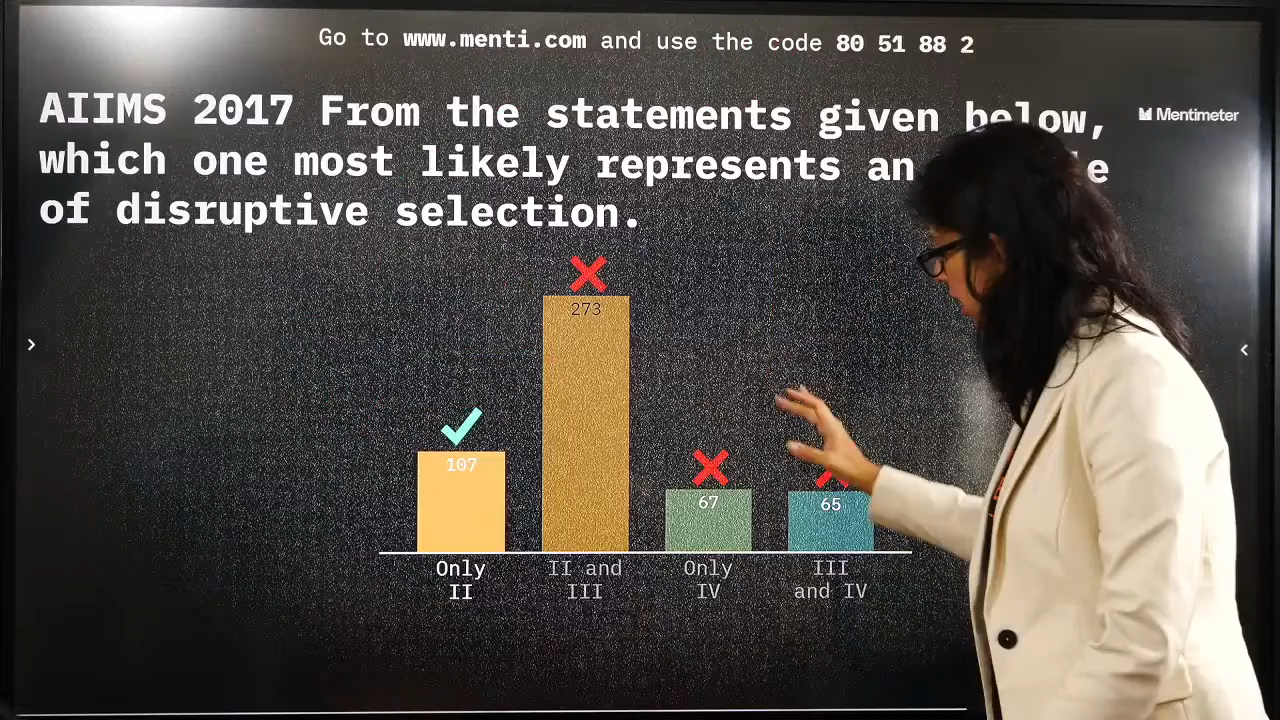 Go to www.menti.com and use the code 80 51 88 2
AIIMS 2017 From the statements given below,
Mentimeter
which one most likely represents an
of disruptive selection.
273
107
67
65
Only
II
II and
III
Only
IV
III
and IV